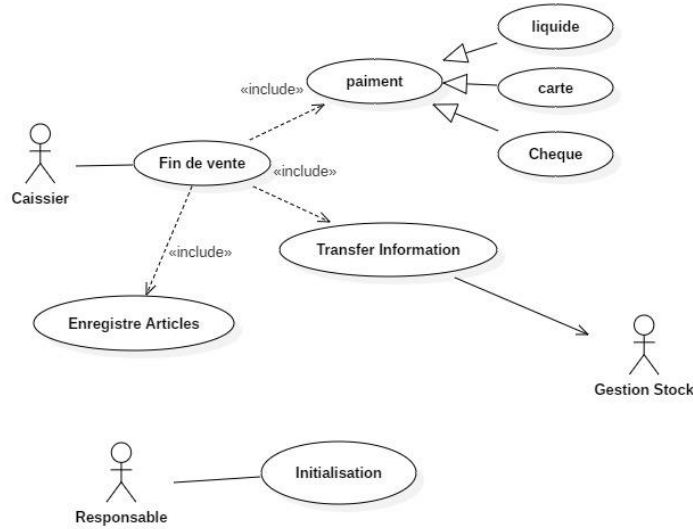 liquide
paiment
carte
«include»
Cheque
Fin de vente
«include»
Caissier
Transfer Information
«include»
Enregistre Articles
Gestion Stock
Initialisation
Responsable